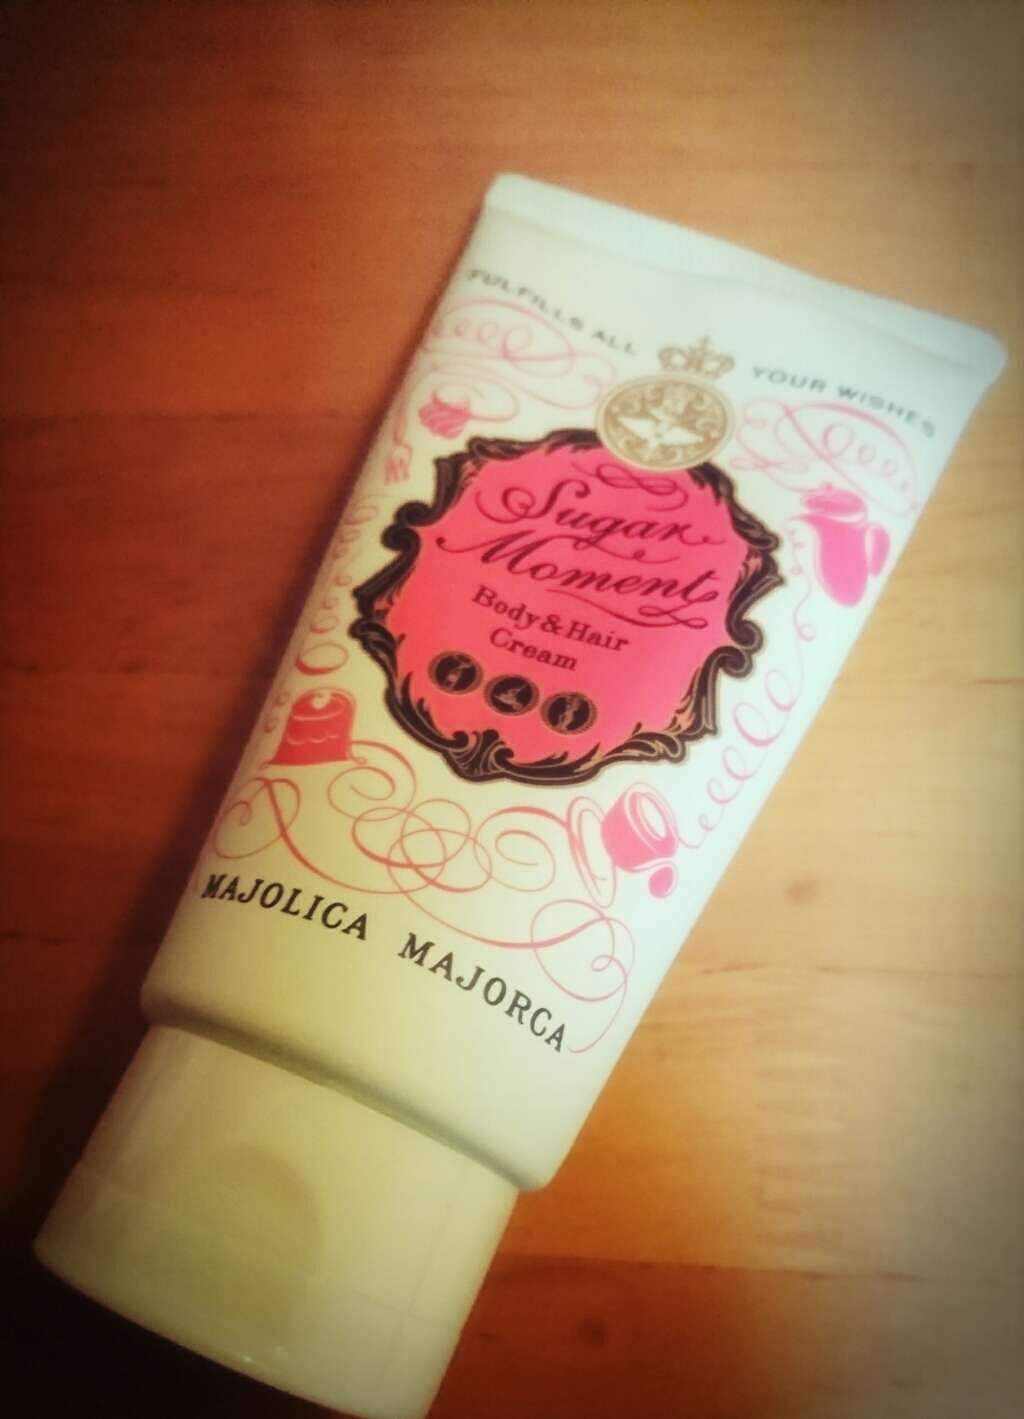 FULFILLS ALL YOUR WISHES
Sugar
Moment
Body & Hair
Cream
MAJOLICA MAJORCA